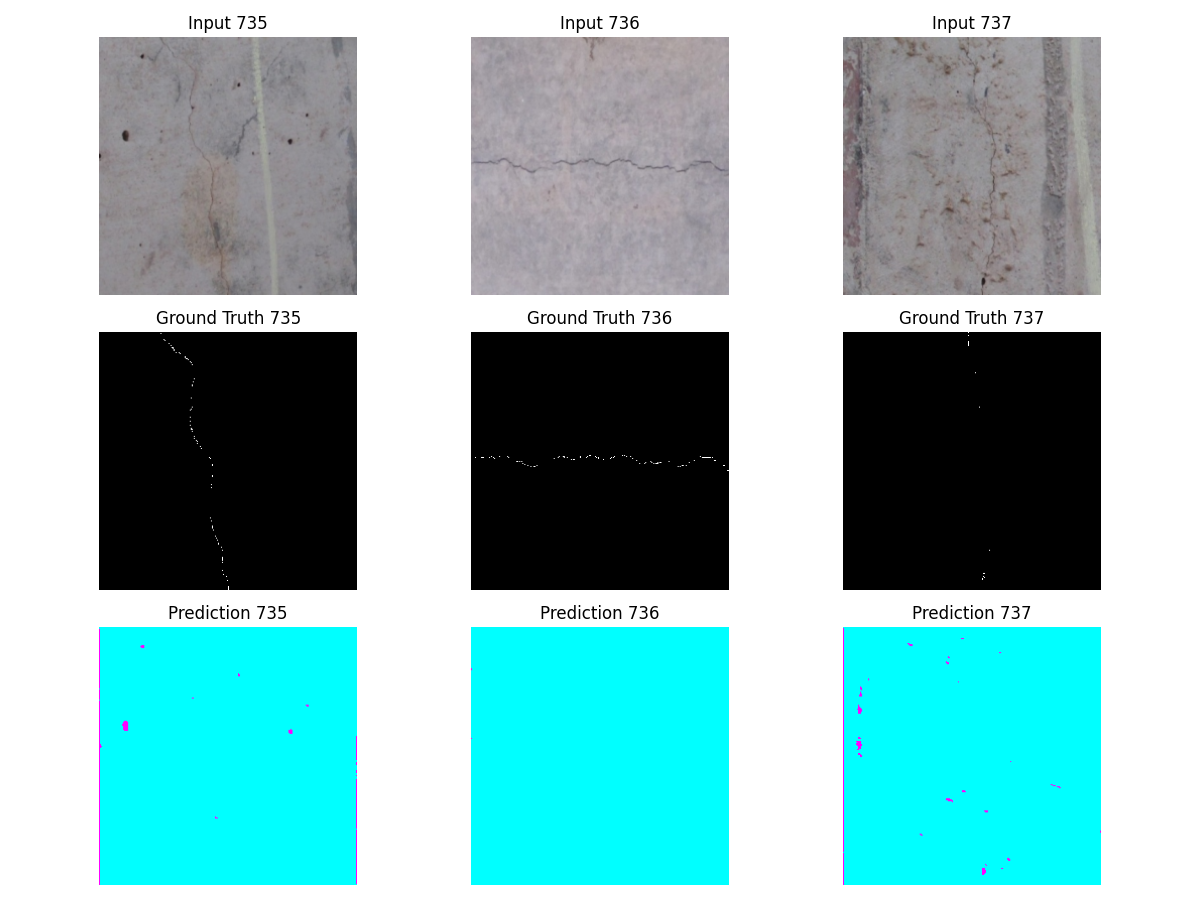 Input 735
Input 736
Input 737
Ground Truth 735
Ground Truth 736
Ground Truth 737
Prediction 735
Prediction 736
Prediction 737